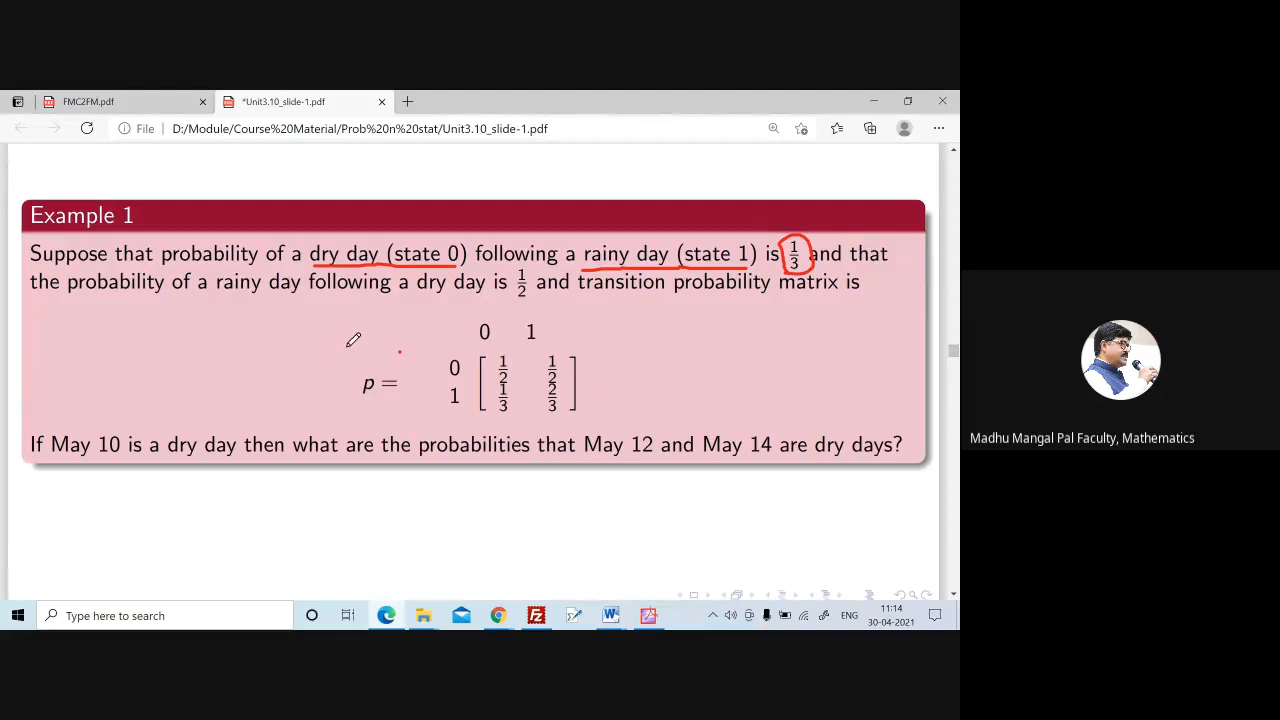 FMC2FM.pdf
*Unit3.10_slide-1.pdf
File
D:/Module/Course%20Material/Prob%20n%20stat/Unit3.10_slide-1.pdf
Example 1
Suppose that probability of a dry day (state 0) following a rainy day (state 1) is 1/3 and that
the probability of a rainy day following a dry day is 1/2 and transition probability matrix is
0 1
p = 0 [ 1/2 1/2 ]
1 [ 1/3 2/3 ]
If May 10 is a dry day then what are the probabilities that May 12 and May 14 are dry days?
Madhu Mangal Pal Faculty, Mathematics
Type here to search
ENG
11:14
30-04-2021